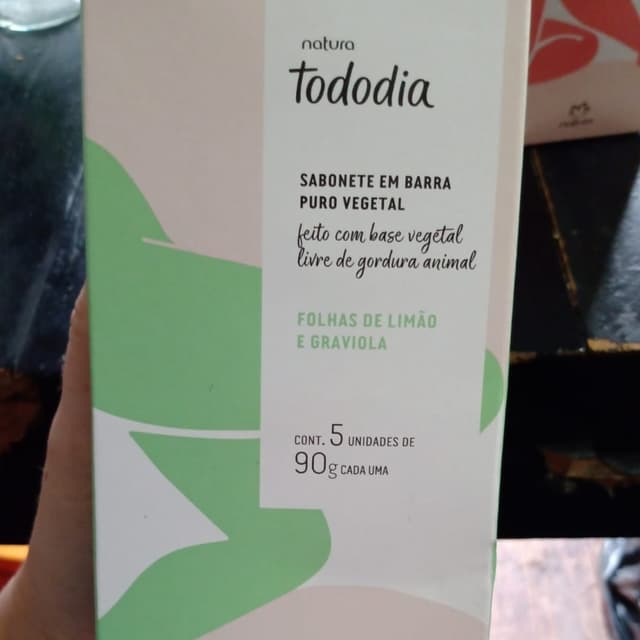 natura
Tododia
SABONETE EM BARRA
PURO VEGETAL
feito com base vegetal
livre de gordura animal
FOLHAS DE LIMÃO
E GRAVIOLA
CONT. 5 UNIDADES DE
90g CADA UMA
natura